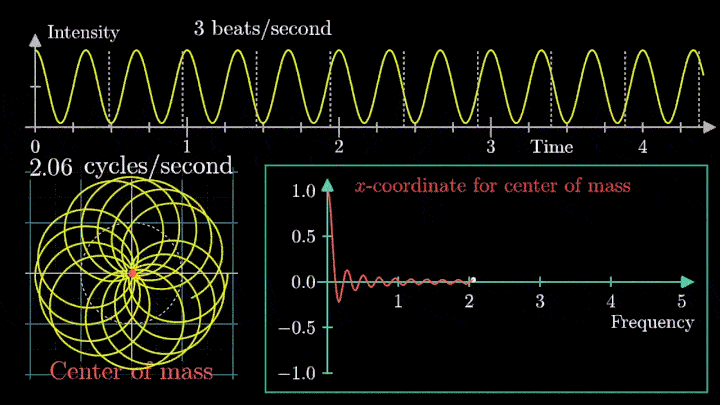 Intensity
3 beats/second
0 1 2 3 Time 4
2.06 cycles/second
Center of mass
x-coordinate for center of mass
1.0
0.5
0.0
−0.5
−1.0
1 2 3 4 5
Frequency